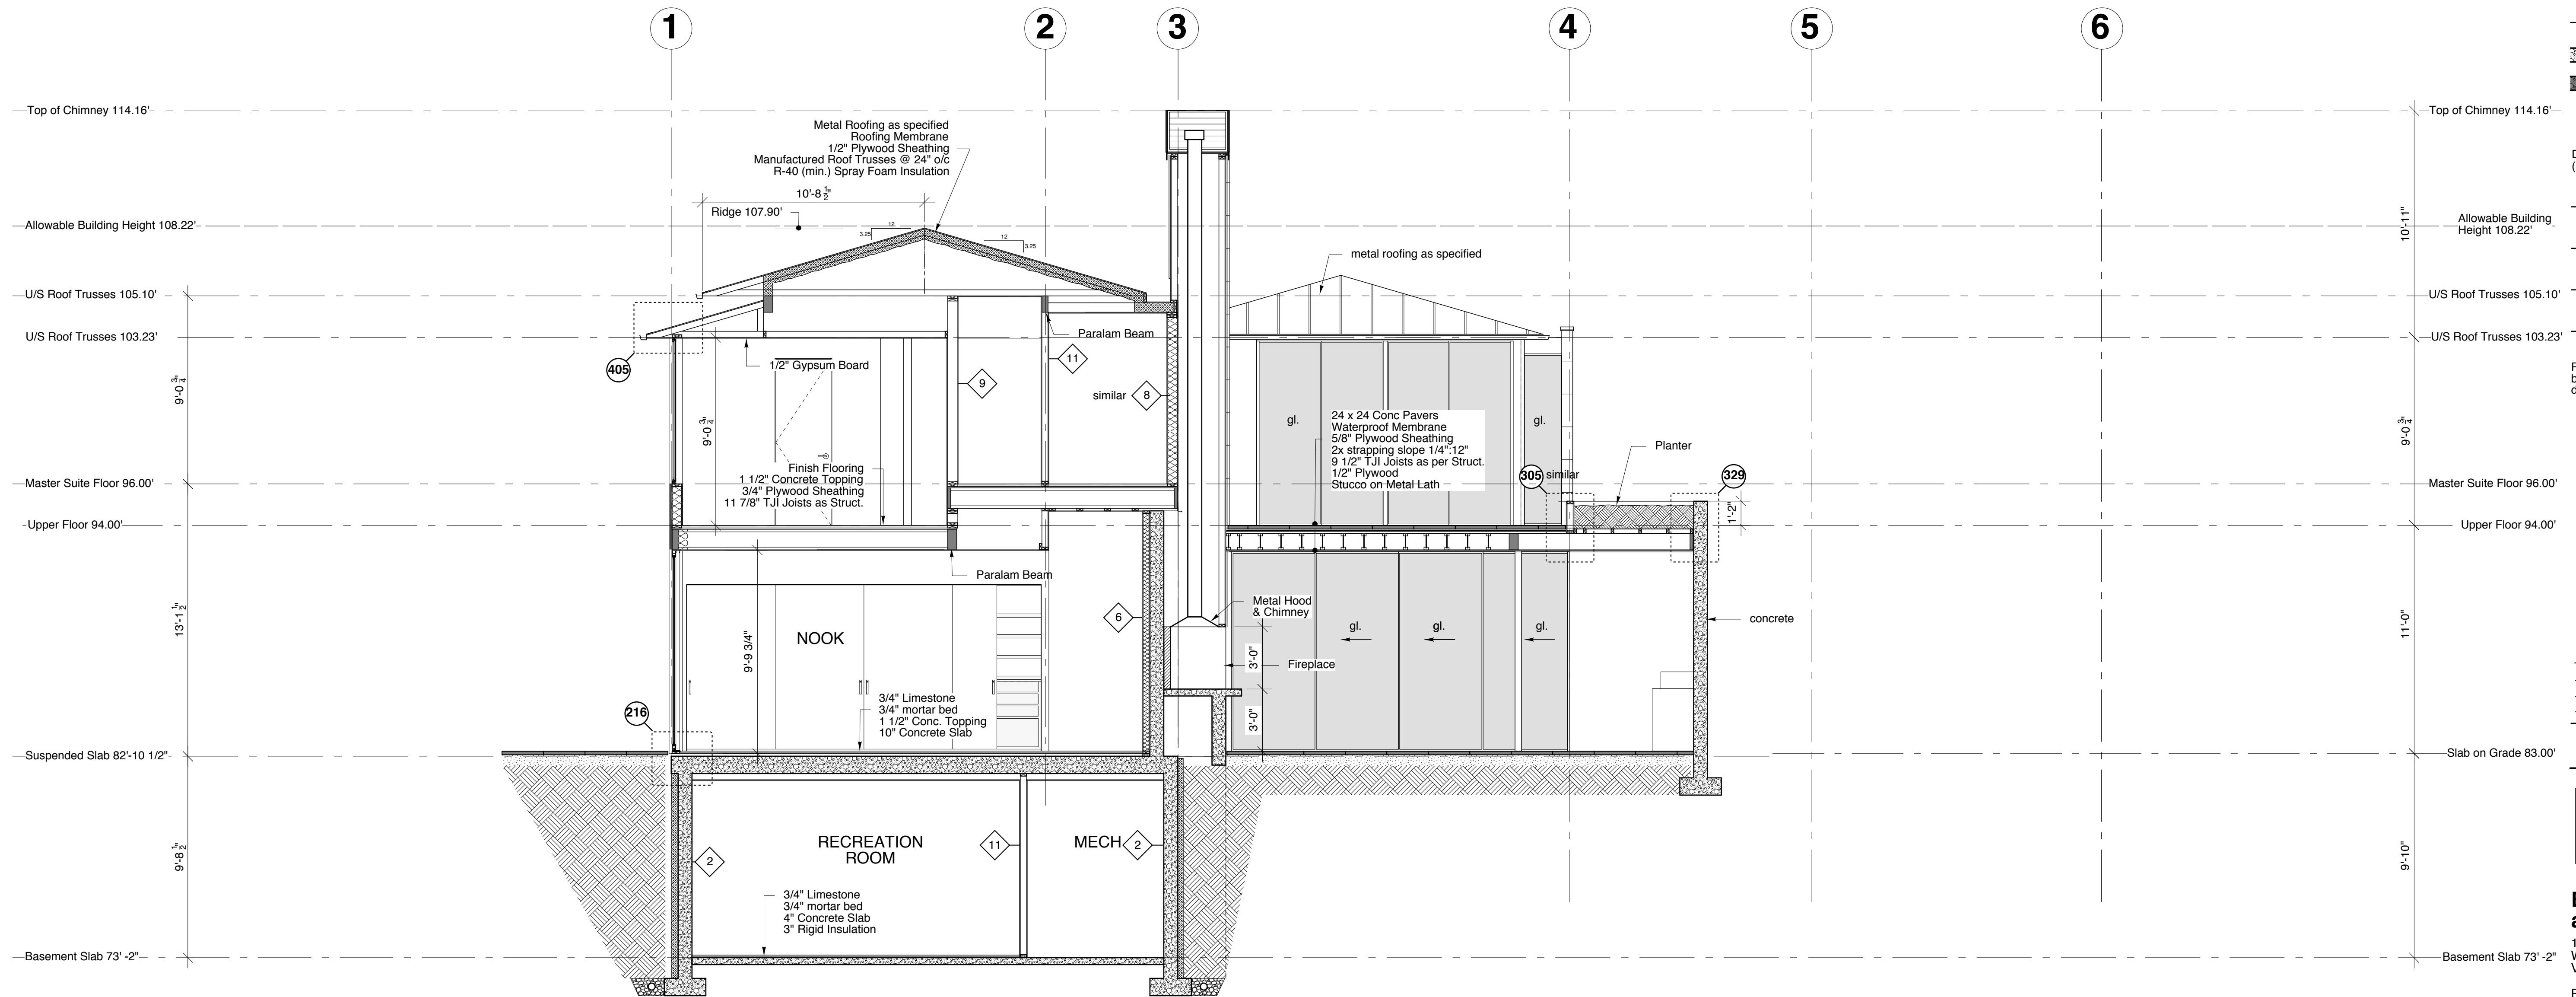 1
2
3
4
5
6
Top of Chimney 114.16'
Top of Chimney 114.16'
Metal Roofing as specified
Roofing Membrane
1/2" Plywood Sheathing
Manufactured Roof Trusses @ 24" o/c
R-40 (min.) Spray Foam Insulation
10'-8 1/2"
Ridge 107.90'
Allowable Building Height 108.22'
Allowable Building
Height 108.22'
10'-11"
12
3.25
12
3.25
metal roofing as specified
U/S Roof Trusses 105.10'
U/S Roof Trusses 105.10'
U/S Roof Trusses 103.23'
U/S Roof Trusses 103.23'
Paralam Beam
405
1/2" Gypsum Board
11
9
similar
8
9'-0 3/4"
9'-0 3/4"
9'-0 3/4"
gl.
gl.
24 x 24 Conc Pavers
Waterproof Membrane
5/8" Plywood Sheathing
2x strapping slope 1/4":12"
9 1/2" TJI Joists as per Struct.
1/2" Plywood
Stucco on Metal Lath
Planter
305
similar
329
1'-2"
Finish Flooring
1 1/2" Concrete Topping
3/4" Plywood Sheathing
11 7/8" TJI Joists as Struct.
Master Suite Floor 96.00'
Master Suite Floor 96.00'
Upper Floor 94.00'
Upper Floor 94.00'
Paralam Beam
Metal Hood
& Chimney
6
13'-1 1/2"
9'-9 3/4"
NOOK
gl.
gl.
gl.
concrete
11'-0"
3'-0"
Fireplace
3'-0"
3/4" Limestone
3/4" mortar bed
1 1/2" Conc. Topping
10" Concrete Slab
216
Suspended Slab 82'-10 1/2"
Slab on Grade 83.00'
RECREATION
ROOM
MECH
2
11
2
9'-8 1/2"
9'-10"
3/4" Limestone
3/4" mortar bed
4" Concrete Slab
3" Rigid Insulation
Basement Slab 73' -2"
Basement Slab 73' -2"